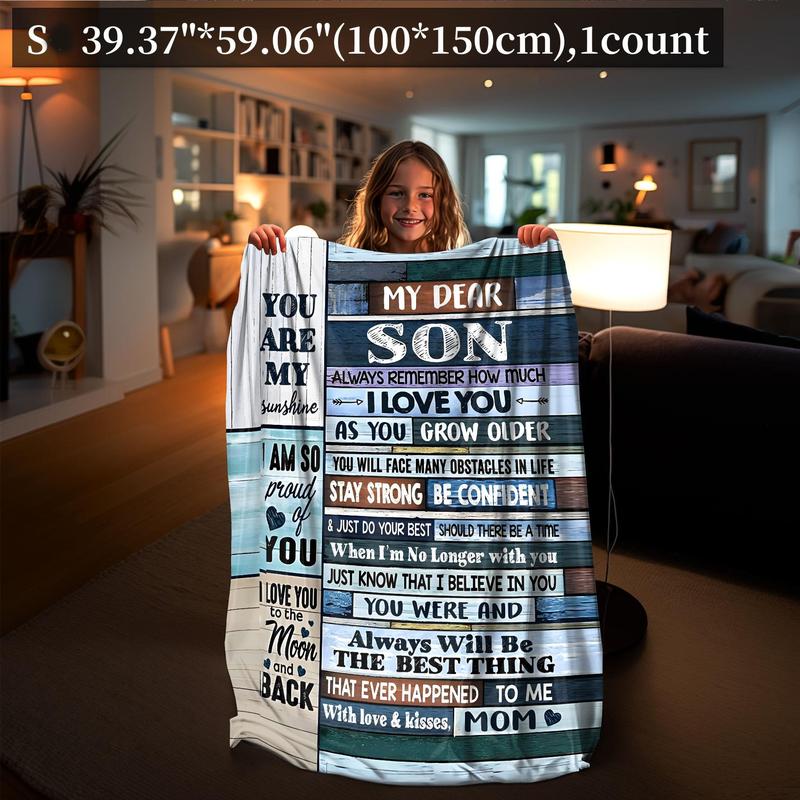 S 39.37"*59.06"(100*150cm),1count
YOU
ARE
MY
sunshine
I AM SO
proud
of
YOU
I LOVE YOU
to the
Moon
and
BACK
MY DEAR
SON
ALWAYS REMEMBER HOW MUCH
I LOVE YOU
AS YOU GROW OLDER
YOU WILL FACE MANY OBSTACLES IN LIFE
STAY STRONG BE CONFIDENT
& JUST DO YOUR BEST SHOULD THERE BE A TIME
When I'm No Longer with you
JUST KNOW THAT I BELIEVE IN YOU
YOU WERE AND
Always Will Be
THE BEST THING
THAT EVER HAPPENED TO ME
With love & kisses, MOM